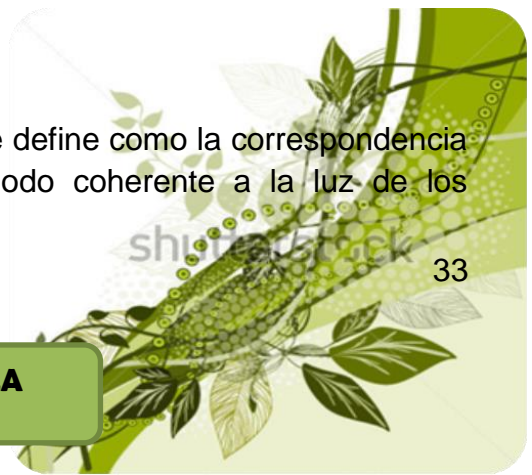 e define como la correspondencia
odo coherente a la luz de los
shutterstock
33
A